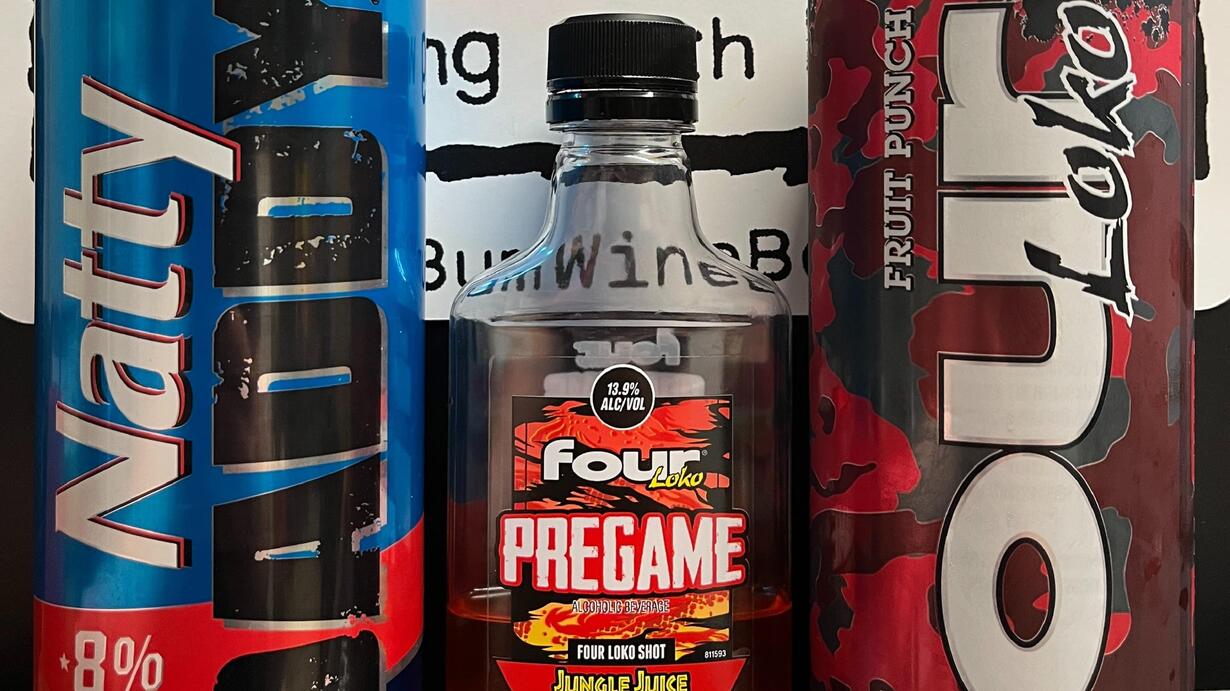 Natty
DADDY
8%
ng
h
BumWineB
13.9%
ALC/VOL
four
Loko
PREGAME
ALCOHOLIC BEVERAGE
FOUR LOKO SHOT
811593
JUNGLE JUICE
FRUIT PUNCH
four
Loko